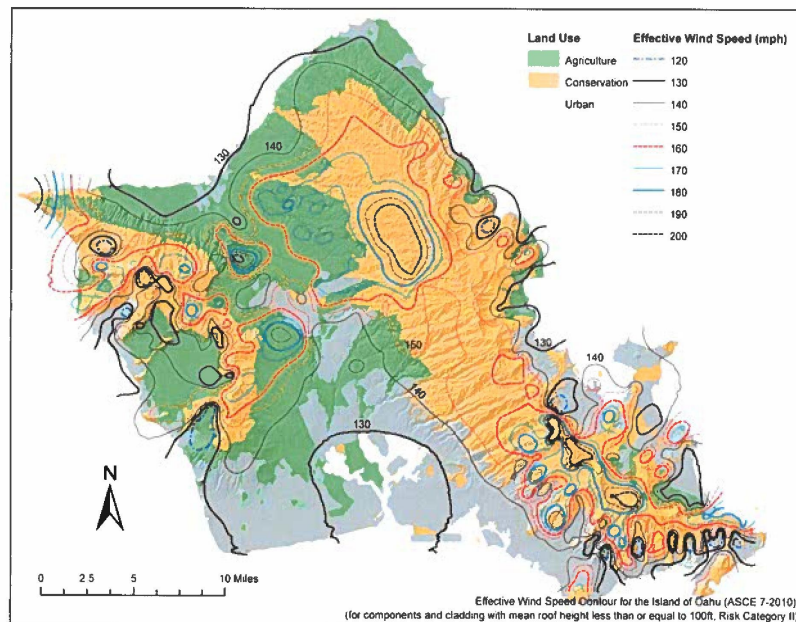 Land Use
Agriculture
Conservation
Urban
Effective Wind Speed (mph)
120
130
140
150
160
170
180
190
200
130
140
150
140
130
130
140
N
0 2 5 5 10 Miles
Effective Wind Speed Contour for the Island of Oahu (ASCE 7-2010)
(for components and cladding with mean roof height less than or equal to 100ft, Risk Category II)